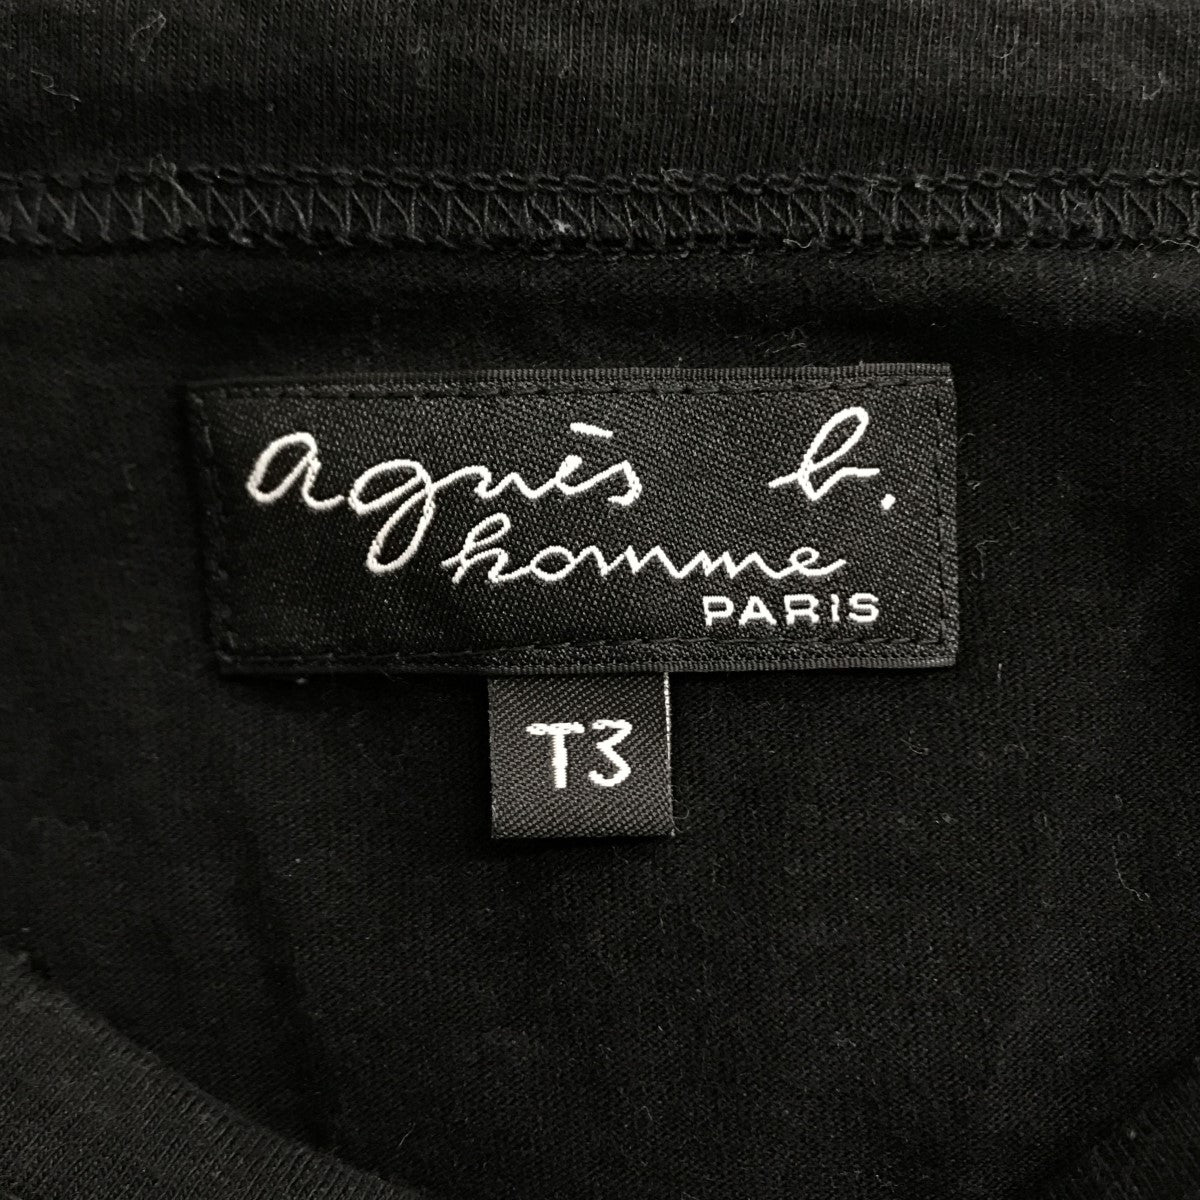 agnès b.
homme
PARIS
T3